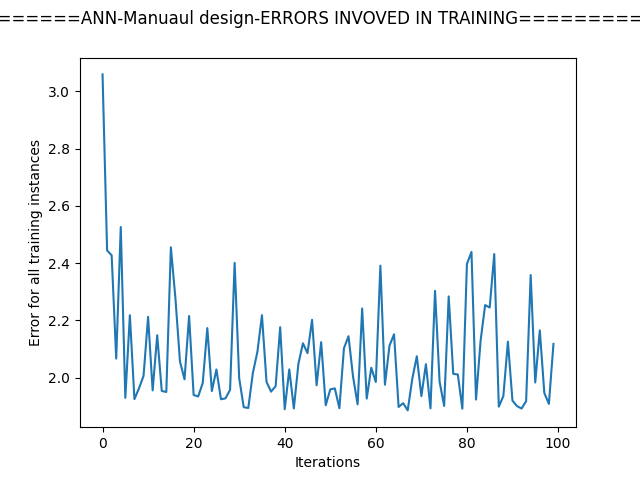 ======ANN-Manuaul design-ERRORS INVOVED IN TRAINING=========
3.0
2.8
2.6
2.4
2.2
2.0
Error for all training instances
0 20 40 60 80 100
Iterations